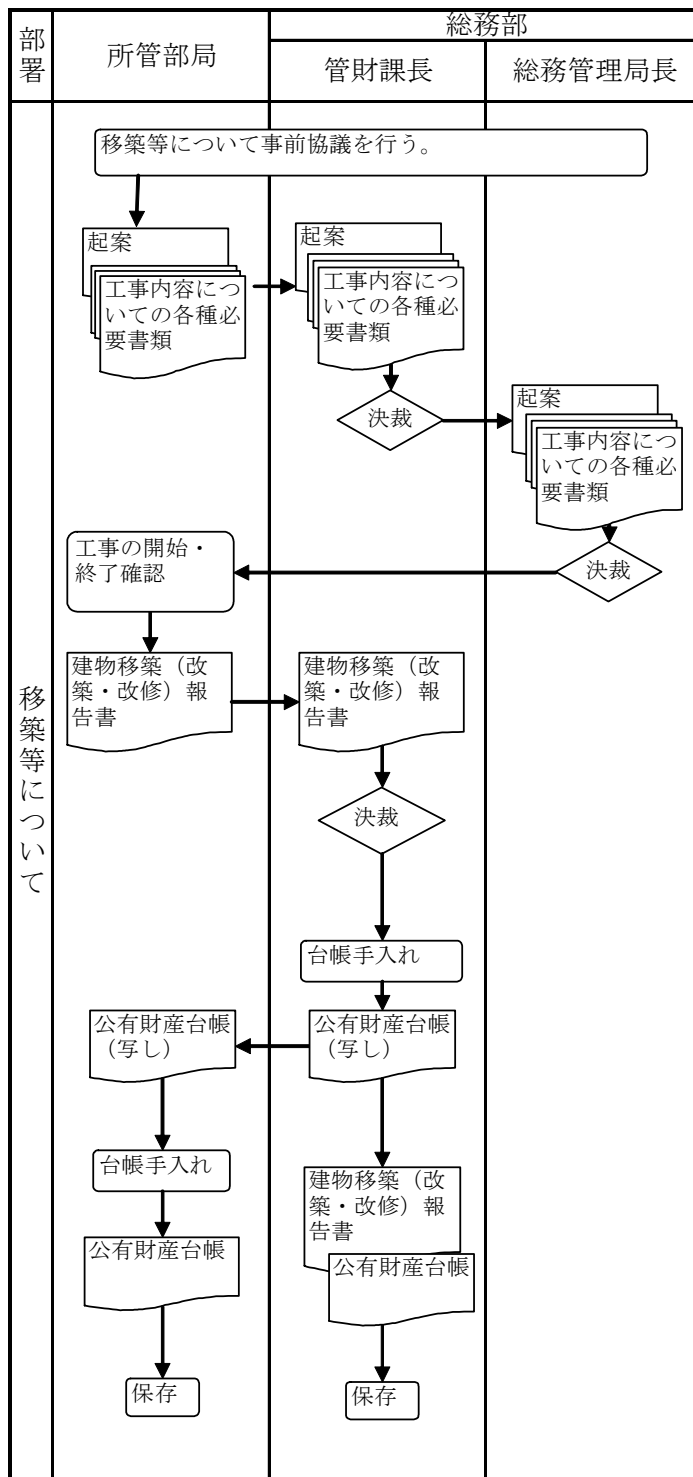 部
署
所管部局
総務部
管財課長
総務管理局長
移築等について
移築等について事前協議を行う。
起案
工事内容につ
いての各種必
要書類
起案
工事内容につ
いての各種必
要書類
決裁
起案
工事内容につ
いての各種必
要書類
決裁
工事の開始・
終了確認
建物移築（改
築・改修）報
告書
建物移築（改
築・改修）報
告書
決裁
台帳手入れ
公有財産台帳
（写し）
公有財産台帳
（写し）
台帳手入れ
公有財産台帳
保存
建物移築（改
築・改修）報
告書
公有財産台帳
保存